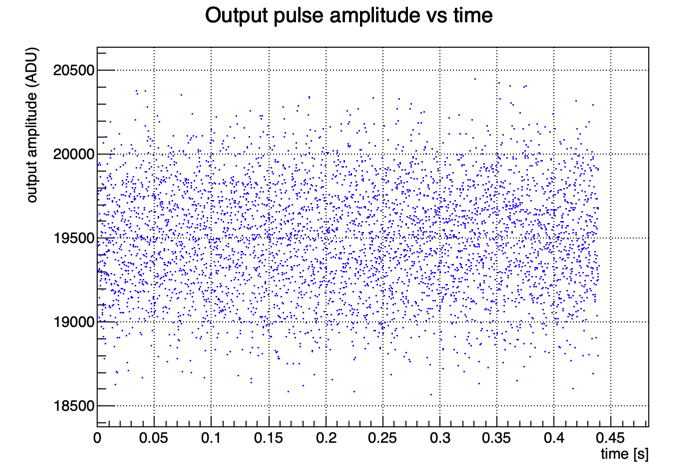 Output pulse amplitude vs time
output amplitude (ADU)
20500
20000
19500
19000
18500
0 0.05 0.1 0.15 0.2 0.25 0.3 0.35 0.4 0.45
time [s]